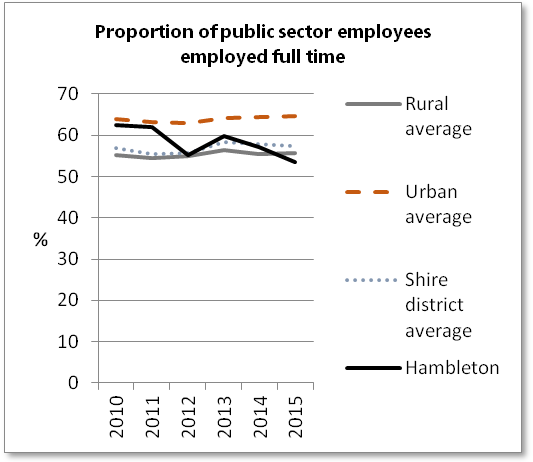 Proportion of public sector employees
employed full time
70
60
50
40
30
20
10
0
%
2010
2011
2012
2013
2014
2015
Rural
average
Urban
average
Shire
district
average
Hambleton